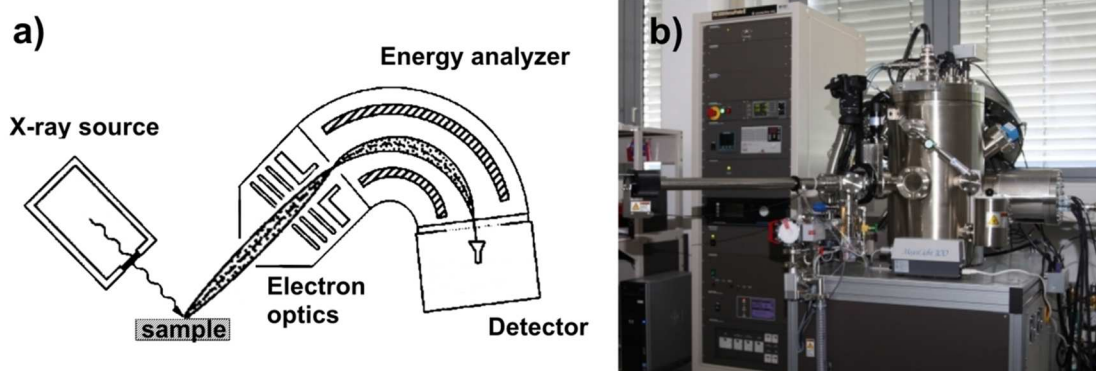 a)
Energy analyzer
X-ray source
Electron
optics
sample
Detector
b)